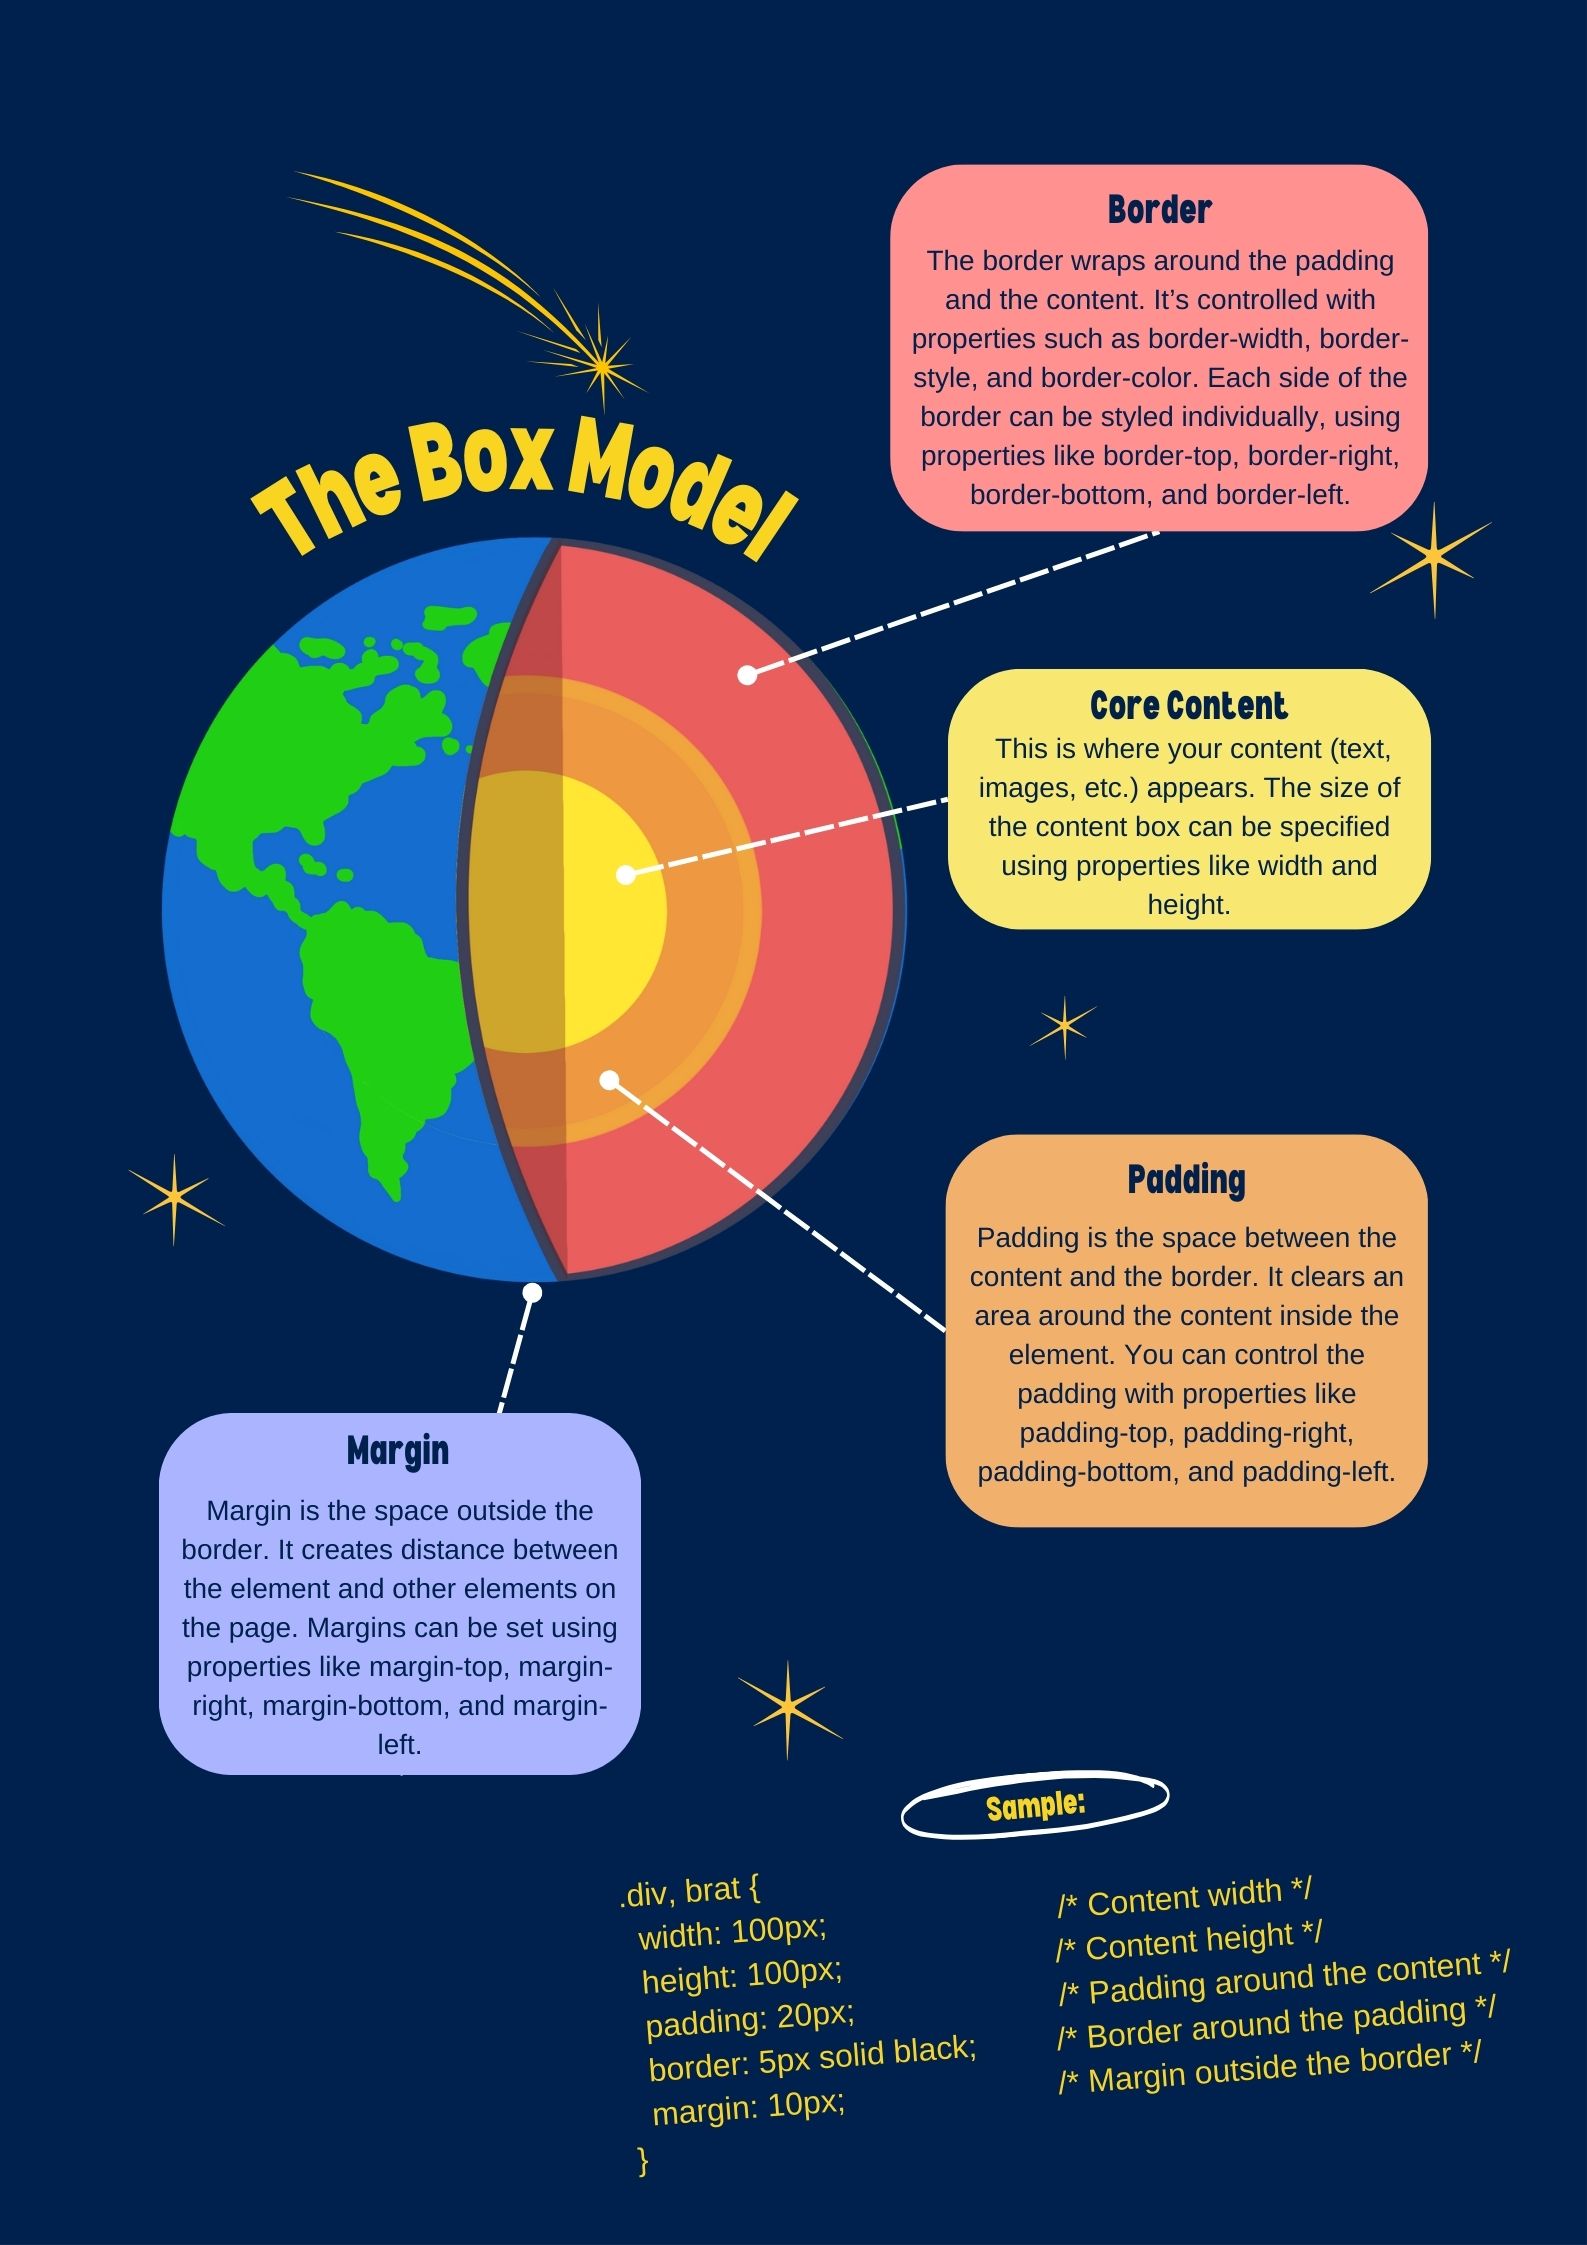 The Box Model
Border
The border wraps around the padding
and the content. It’s controlled with
properties such as border-width, border-
style, and border-color. Each side of the
border can be styled individually, using
properties like border-top, border-right,
border-bottom, and border-left.
Core Content
This is where your content (text,
images, etc.) appears. The size of
the content box can be specified
using properties like width and
height.
Padding
Padding is the space between the
content and the border. It clears an
area around the content inside the
element. You can control the
padding with properties like
padding-top, padding-right,
padding-bottom, and padding-left.
Margin
Margin is the space outside the
border. It creates distance between
the element and other elements on
the page. Margins can be set using
properties like margin-top, margin-
right, margin-bottom, and margin-
left.
Sample:
.div, brat {
width: 100px;
height: 100px;
padding: 20px;
border: 5px solid black;
margin: 10px;
}
/* Content width */
/* Content height */
/* Padding around the content */
/* Border around the padding */
/* Margin outside the border */